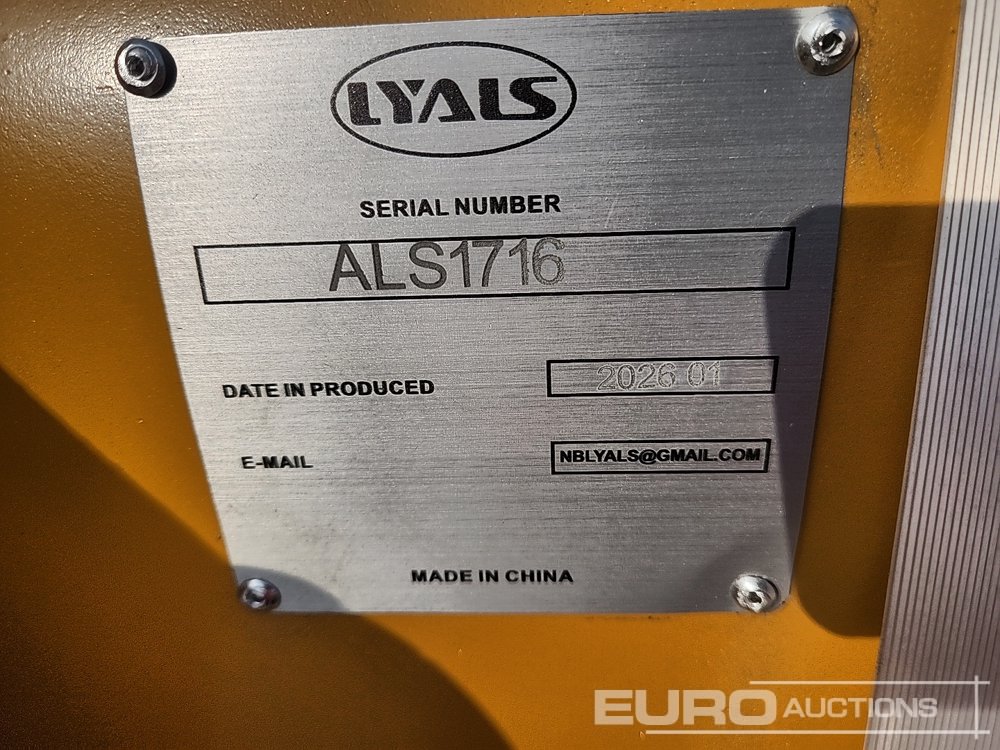 LYALS
SERIAL NUMBER
ALS1716
DATE IN PRODUCED 2026 01
E-MAIL NBLYALS@GMAIL.COM
MADE IN CHINA
EURO AUCTIONS